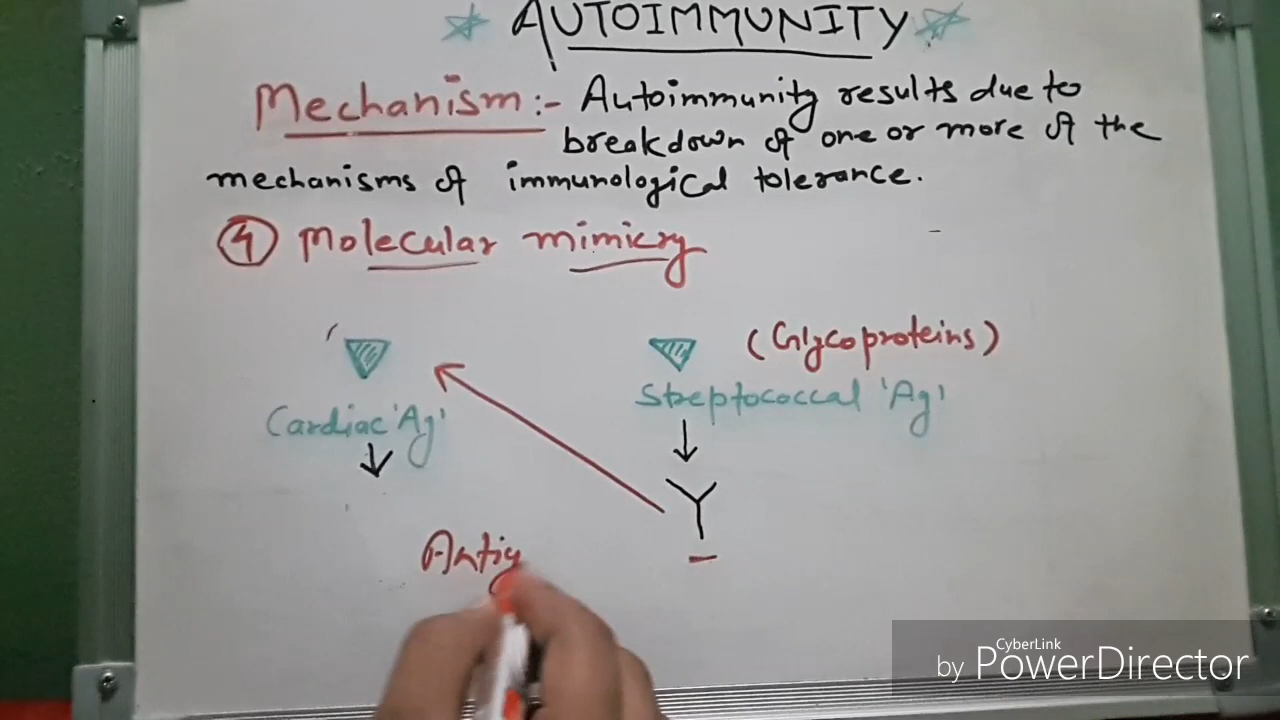 AUTOIMMUNITY
Mechanism :- Autoimmunity results due to
breakdown of one or more of the
mechanisms of immunological tolerance.
④ Molecular mimicry
(Glycoproteins)
Cardiac 'Ag'
Streptococcal 'Ag'
Antig
CyberLink
by PowerDirector